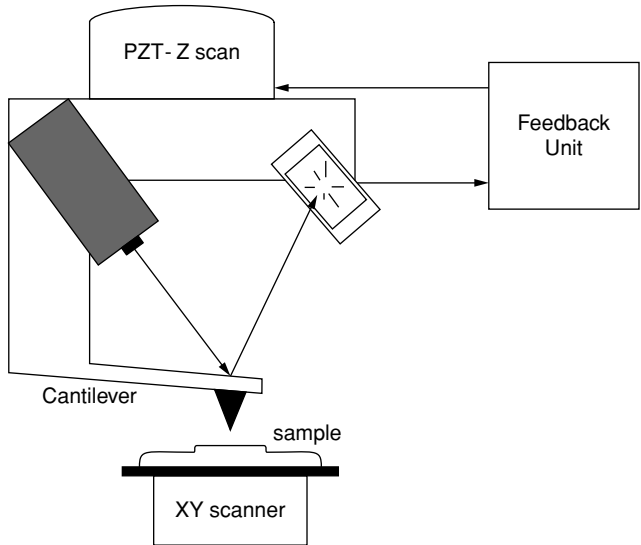 PZT- Z scan
Feedback
Unit
Cantilever
sample
XY scanner